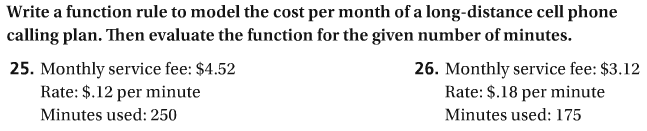 Write a function rule to model the cost per month of a long-distance cell phone
calling plan. Then evaluate the function for the given number of minutes.
25. Monthly service fee: $4.52
Rate: $.12 per minute
Minutes used: 250
26. Monthly service fee: $3.12
Rate: $.18 per minute
Minutes used: 175